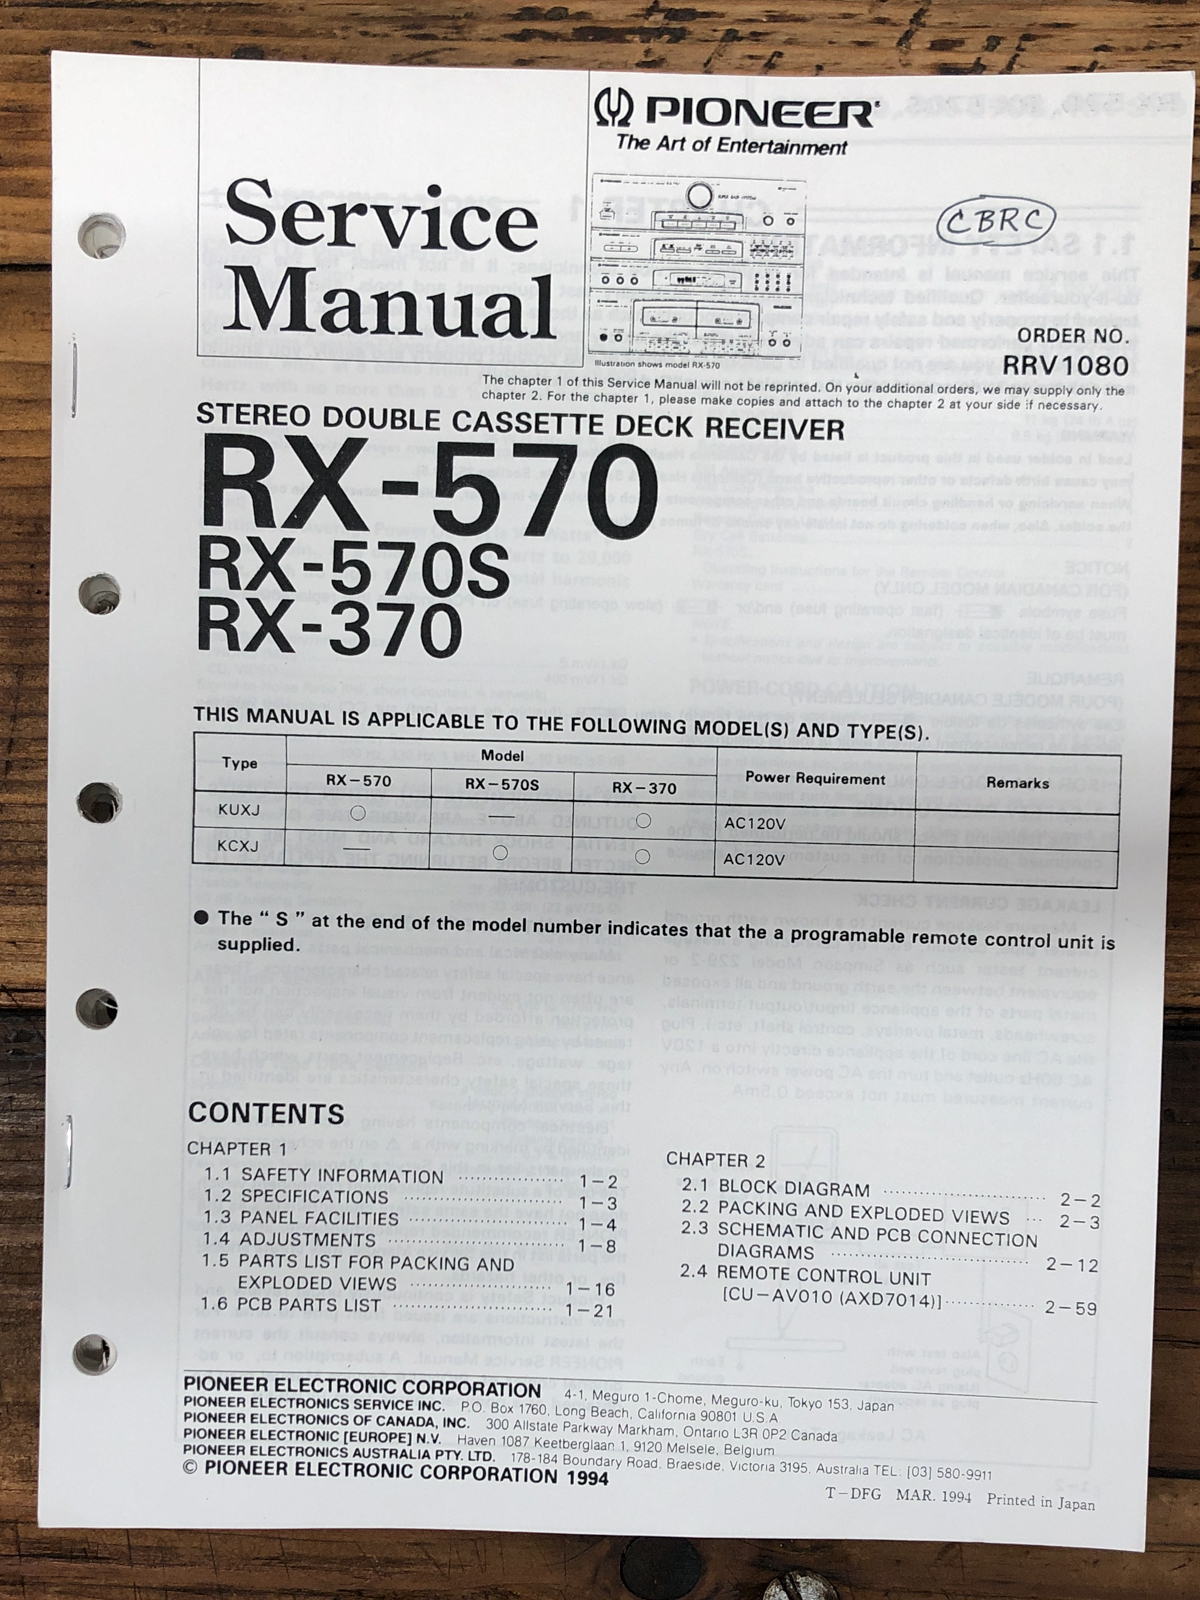 PIONEER®
The Art of Entertainment
Service
Manual
CBRC
ORDER NO.
RRV1080
Illustration shows model RX-570
The chapter 1 of this Service Manual will not be reprinted. On your additional orders, we may supply only the
chapter 2. For the chapter 1, please make copies and attach to the chapter 2 at your side if necessary.
STEREO DOUBLE CASSETTE DECK RECEIVER
RX-570
RX-570S
RX-370
THIS MANUAL IS APPLICABLE TO THE FOLLOWING MODEL(S) AND TYPE(S).
Type Model Power Requirement Remarks
RX-570 RX-570S RX-370
KUXJ ○ — ○ AC120V
KCXJ — ○ ○ AC120V
● The “ S ” at the end of the model number indicates that the a programable remote control unit is
supplied.
CONTENTS
CHAPTER 1
1.1 SAFETY INFORMATION ················ 1-2
1.2 SPECIFICATIONS ······················· 1-3
1.3 PANEL FACILITIES ······················ 1-4
1.4 ADJUSTMENTS ·························· 1-8
1.5 PARTS LIST FOR PACKING AND
EXPLODED VIEWS ······················ 1-16
1.6 PCB PARTS LIST ······················· 1-21
CHAPTER 2
2.1 BLOCK DIAGRAM ······················· 2-2
2.2 PACKING AND EXPLODED VIEWS ··· 2-3
2.3 SCHEMATIC AND PCB CONNECTION
DIAGRAMS ······························ 2-12
2.4 REMOTE CONTROL UNIT
[CU-AV010 (AXD7014)]·············· 2-59
PIONEER ELECTRONIC CORPORATION 4-1, Meguro 1-Chome, Meguro-ku, Tokyo 153, Japan
PIONEER ELECTRONICS SERVICE INC. P.O. Box 1760, Long Beach, California 90801 U.S.A
PIONEER ELECTRONICS OF CANADA, INC. 300 Allstate Parkway Markham, Ontario L3R 0P2 Canada
PIONEER ELECTRONIC [EUROPE] N.V. Haven 1087 Keetberglaan 1, 9120 Melsele, Belgium
PIONEER ELECTRONICS AUSTRALIA PTY. LTD. 178-184 Boundary Road, Braeside, Victoria 3195, Australia TEL: [03] 580-9911
© PIONEER ELECTRONIC CORPORATION 1994
T-DFG MAR. 1994 Printed in Japan